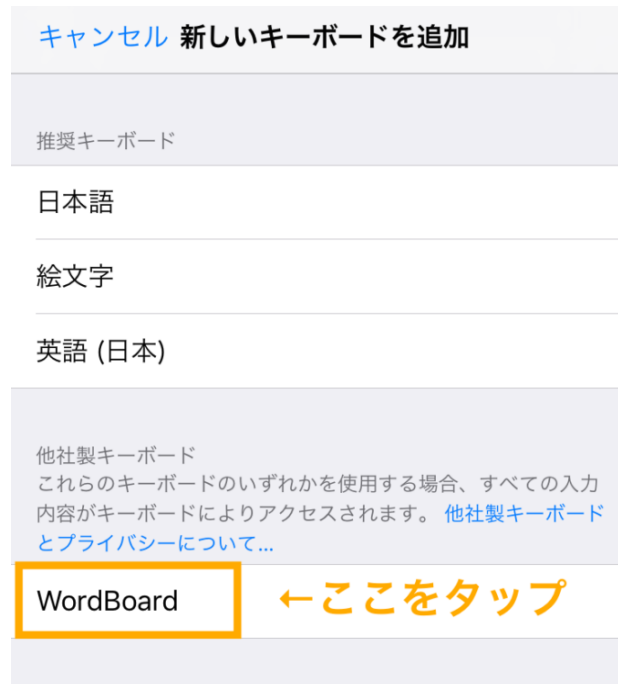 キャンセル 新しいキーボードを追加
推奨キーボード
日本語
絵文字
英語 (日本)
他社製キーボード
これらのキーボードのいずれかを使用する場合、すべての入力
内容がキーボードによりアクセスされます。 他社製キーボード
とプライバシーについて...
WordBoard ←ここをタップ